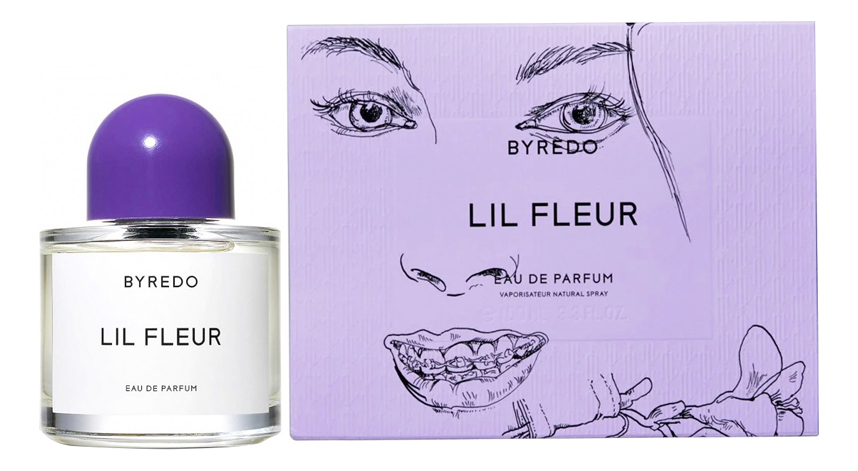 BYREDO
LIL FLEUR
EAU DE PARFUM
BYREDO
LIL FLEUR
EAU DE PARFUM
VAPORISATEUR NATURAL SPRAY